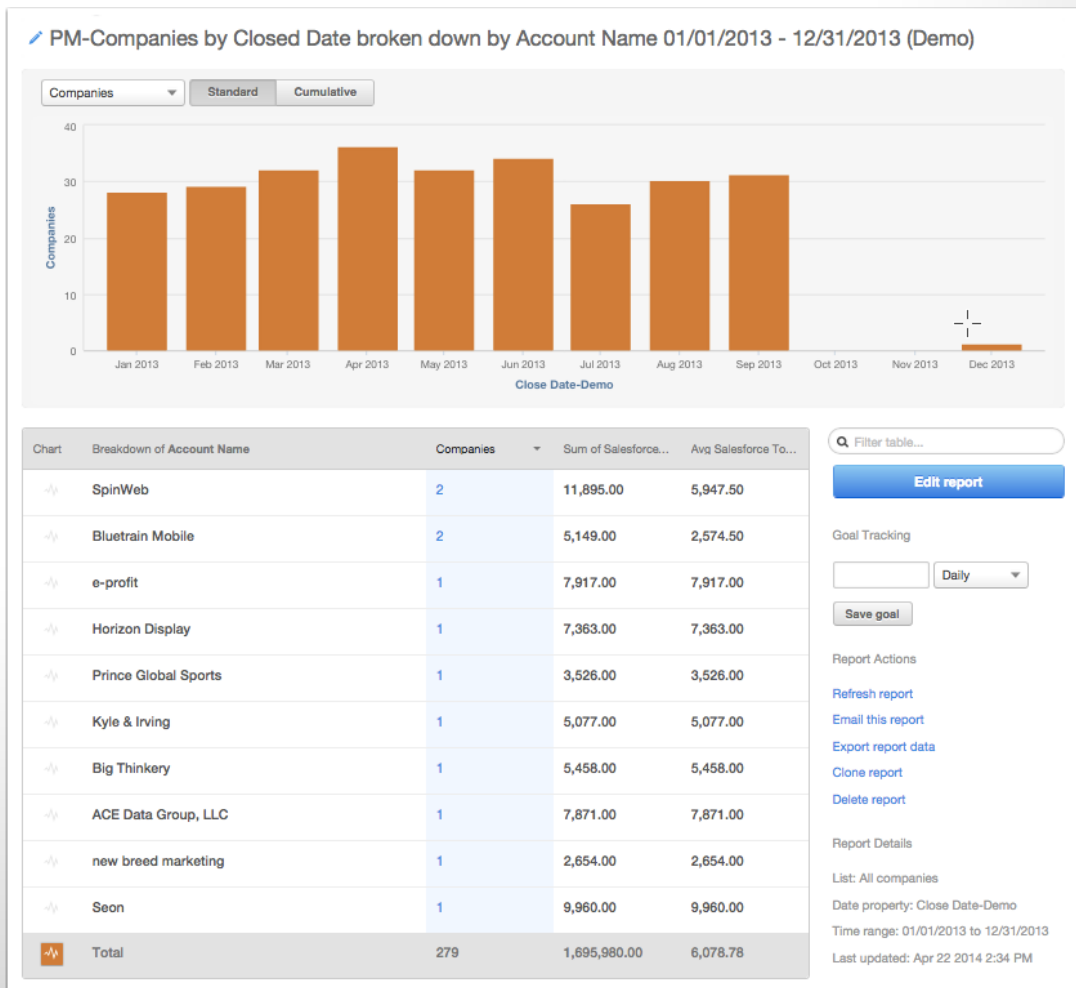 PM-Companies by Closed Date broken down by Account Name 01/01/2013 - 12/31/2013 (Demo)
Companies Standard Cumulative
40
30
20
10
0
Companies
Jan 2013 Feb 2013 Mar 2013 Apr 2013 May 2013 Jun 2013 Jul 2013 Aug 2013 Sep 2013 Oct 2013 Nov 2013 Dec 2013
Close Date-Demo
Chart Breakdown of Account Name Companies Sum of Salesforce... Avg Salesforce To...
SpinWeb 2 11,895.00 5,947.50
Bluetrain Mobile 2 5,149.00 2,574.50
e-profit 1 7,917.00 7,917.00
Horizon Display 1 7,363.00 7,363.00
Prince Global Sports 1 3,526.00 3,526.00
Kyle & Irving 1 5,077.00 5,077.00
Big Thinkery 1 5,458.00 5,458.00
ACE Data Group, LLC 1 7,871.00 7,871.00
new breed marketing 1 2,654.00 2,654.00
Seon 1 9,960.00 9,960.00
Total 279 1,695,980.00 6,078.78
Filter table...
Edit report
Goal Tracking
Daily
Save goal
Report Actions
Refresh report
Email this report
Export report data
Clone report
Delete report
Report Details
List: All companies
Date property: Close Date-Demo
Time range: 01/01/2013 to 12/31/2013
Last updated: Apr 22 2014 2:34 PM